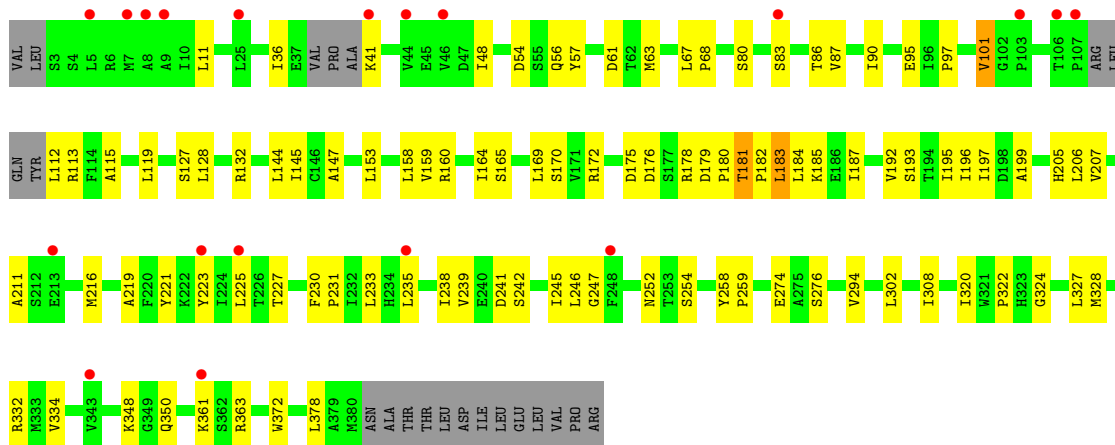 VAL LEU S3 S4 L5 R6 M7 A8 A9 I10 L11 L25 I36 E37 VAL PRO ALA K41 V44 E45 V46 D47 I48 D54 S55 Q56 Y57 D61 T62 M63 L67 P68 S80 S83 T86 V87 I90 E95 I96 P97 V101 G102 P103 T106 P107 ARG LEU
GLN TYR L112 R113 F114 A115 L119 S127 L128 R132 L144 I145 C146 A147 L153 L158 V159 R160 I164 S165 L169 S170 V171 R172 D175 D176 S177 R178 D179 P180 T181 P182 L183 L184 K185 E186 I187 V192 S193 T194 I195 I196 I197 D198 A199 H205 L206 V207
A211 S212 E213 M216 A219 F220 Y221 K222 Y223 I224 L225 T226 T227 F230 P231 I232 L233 H234 L235 I238 V239 E240 D241 S242 I245 L246 G247 F248 N252 T253 S254 Y258 P259 E274 A275 S276 V294 L302 I308 I320 W321 P322 H323 G324 L327 M328
R332 M333 V334 V343 K348 G349 Q350 K361 S362 R363 W372 L378 A379 M380 ASN ALA THR THR LEU ASP ILE LEU GLU LEU VAL PRO ARG